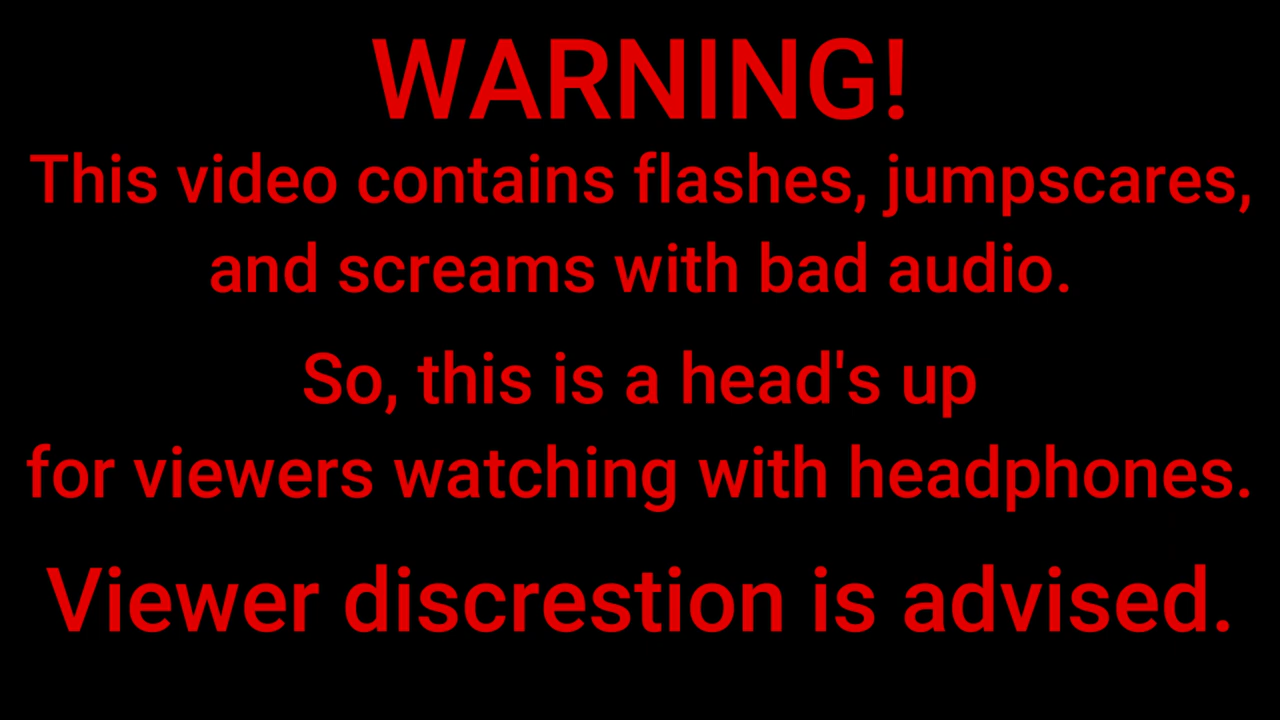 WARNING!
This video contains flashes, jumpscares,
and screams with bad audio.
So, this is a head's up
for viewers watching with headphones.
Viewer discrestion is advised.